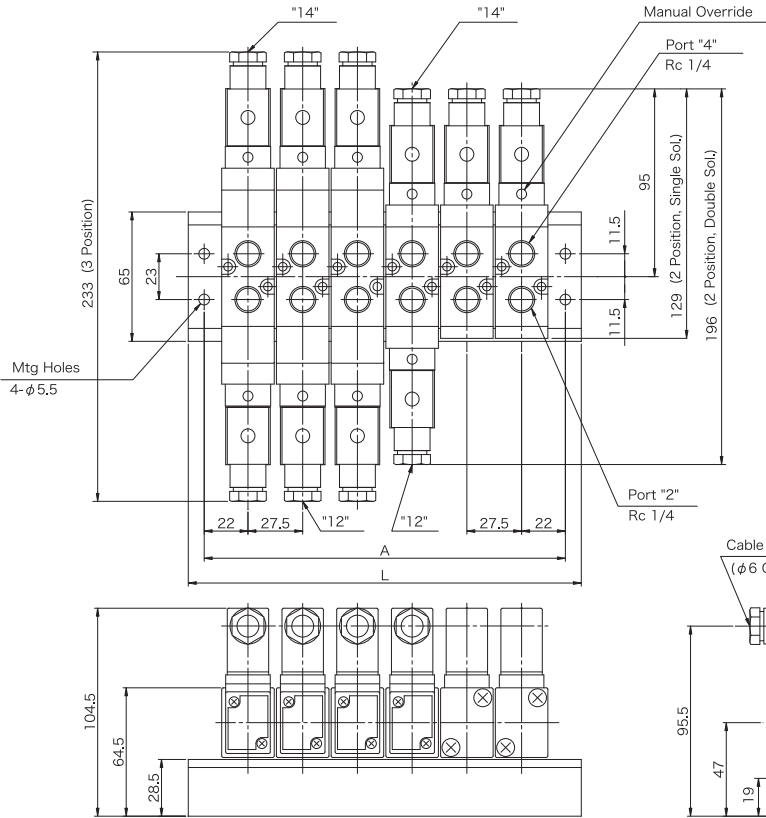 "14"
"14"
Manual Override
Port "4"
Rc 1/4
233 (3 Position)
65
23
95
11.5
11.5
129 (2 Position, Single Sol.)
196 (2 Position, Double Sol.)
Mtg Holes
4-φ5.5
Port "2"
Rc 1/4
22
27.5
"12"
"12"
27.5
22
A
L
Cable
(φ6
104.5
64.5
28.5
95.5
47
19